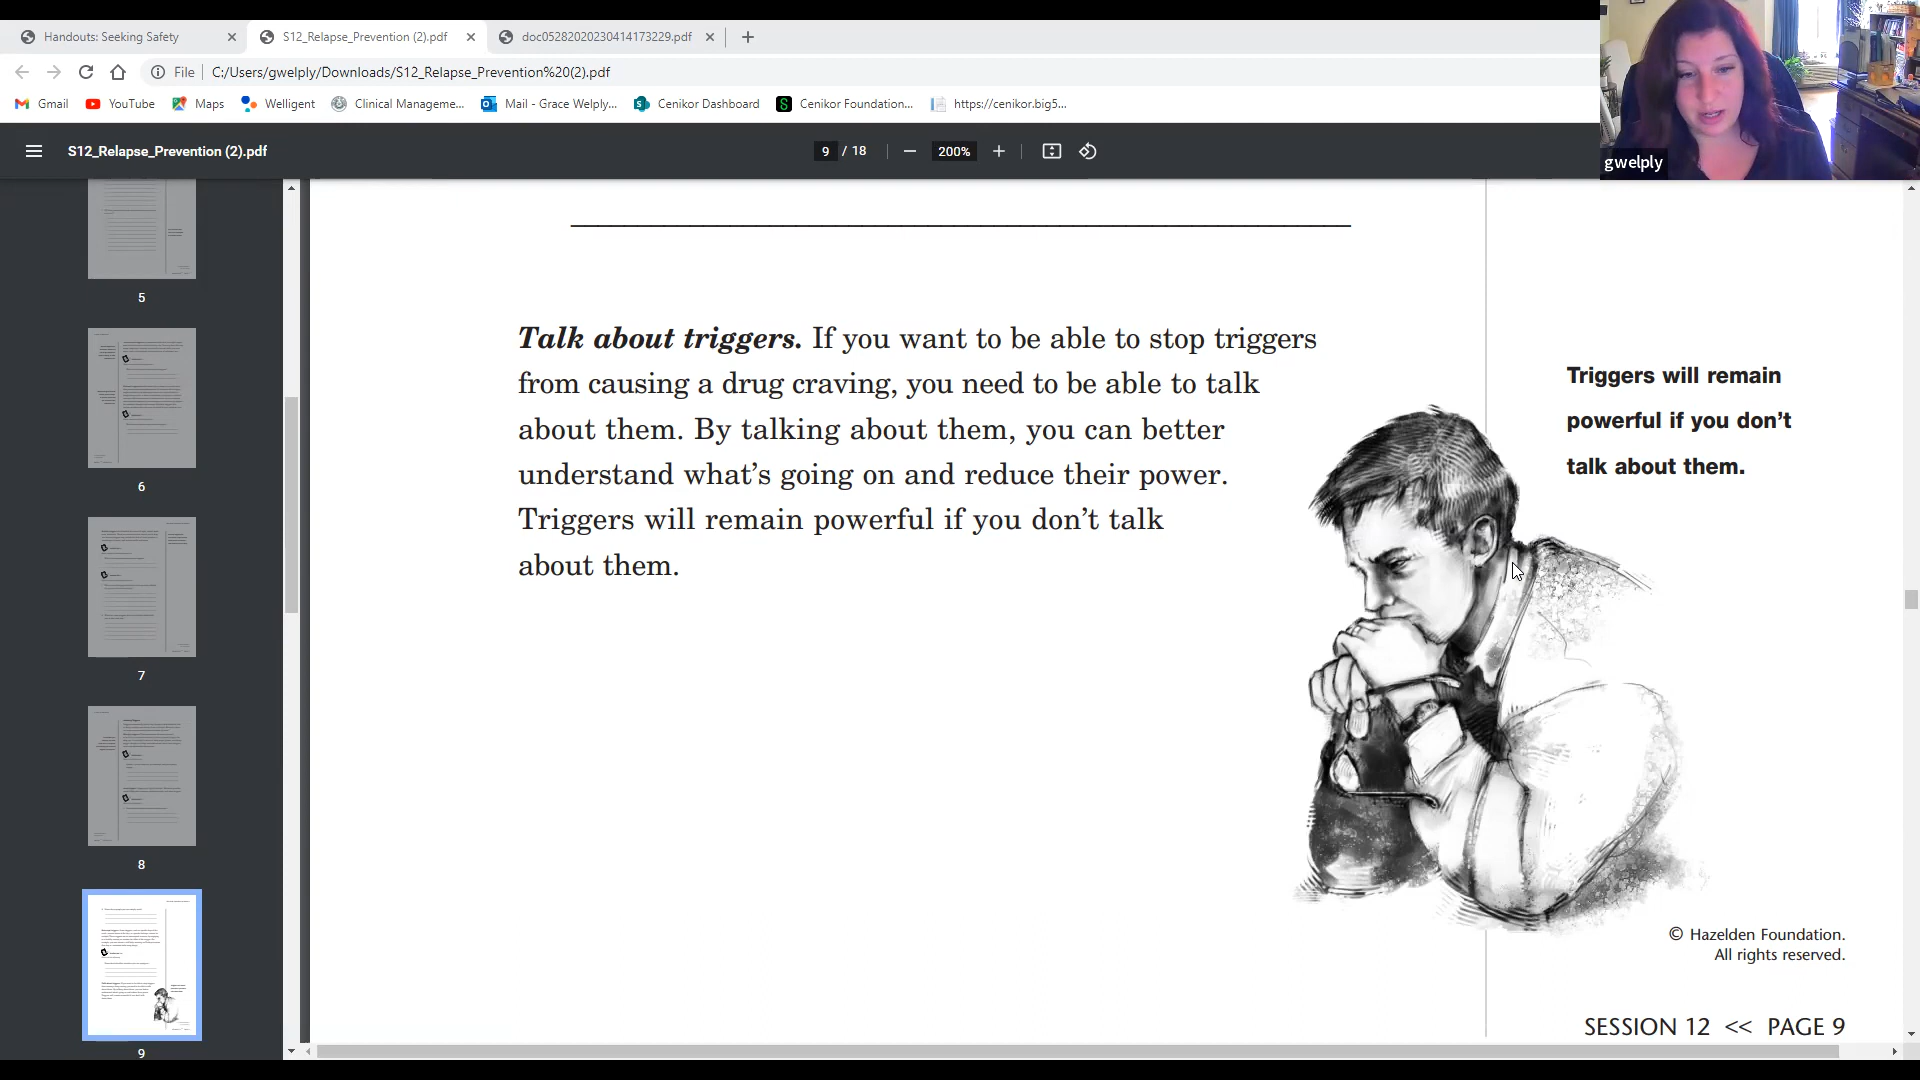 Handouts: Seeking Safety
S12_Relapse_Prevention (2).pdf
doc05282020230414173229.pdf
File
C:/Users/gwelply/Downloads/S12_Relapse_Prevention%20(2).pdf
Gmail
YouTube
Maps
Welligent
Clinical Manageme...
Mail - Grace Welply...
Cenikor Dashboard
Cenikor Foundation...
https://cenikor.big5...
gwelply
S12_Relapse_Prevention (2).pdf
9 / 18
200%
5
6
7
8
9
Talk about triggers. If you want to be able to stop triggers
from causing a drug craving, you need to be able to talk
about them. By talking about them, you can better
understand what's going on and reduce their power.
Triggers will remain powerful if you don't talk
about them.
Triggers will remain
powerful if you don't
talk about them.
© Hazelden Foundation.
All rights reserved.
SESSION 12 << PAGE 9